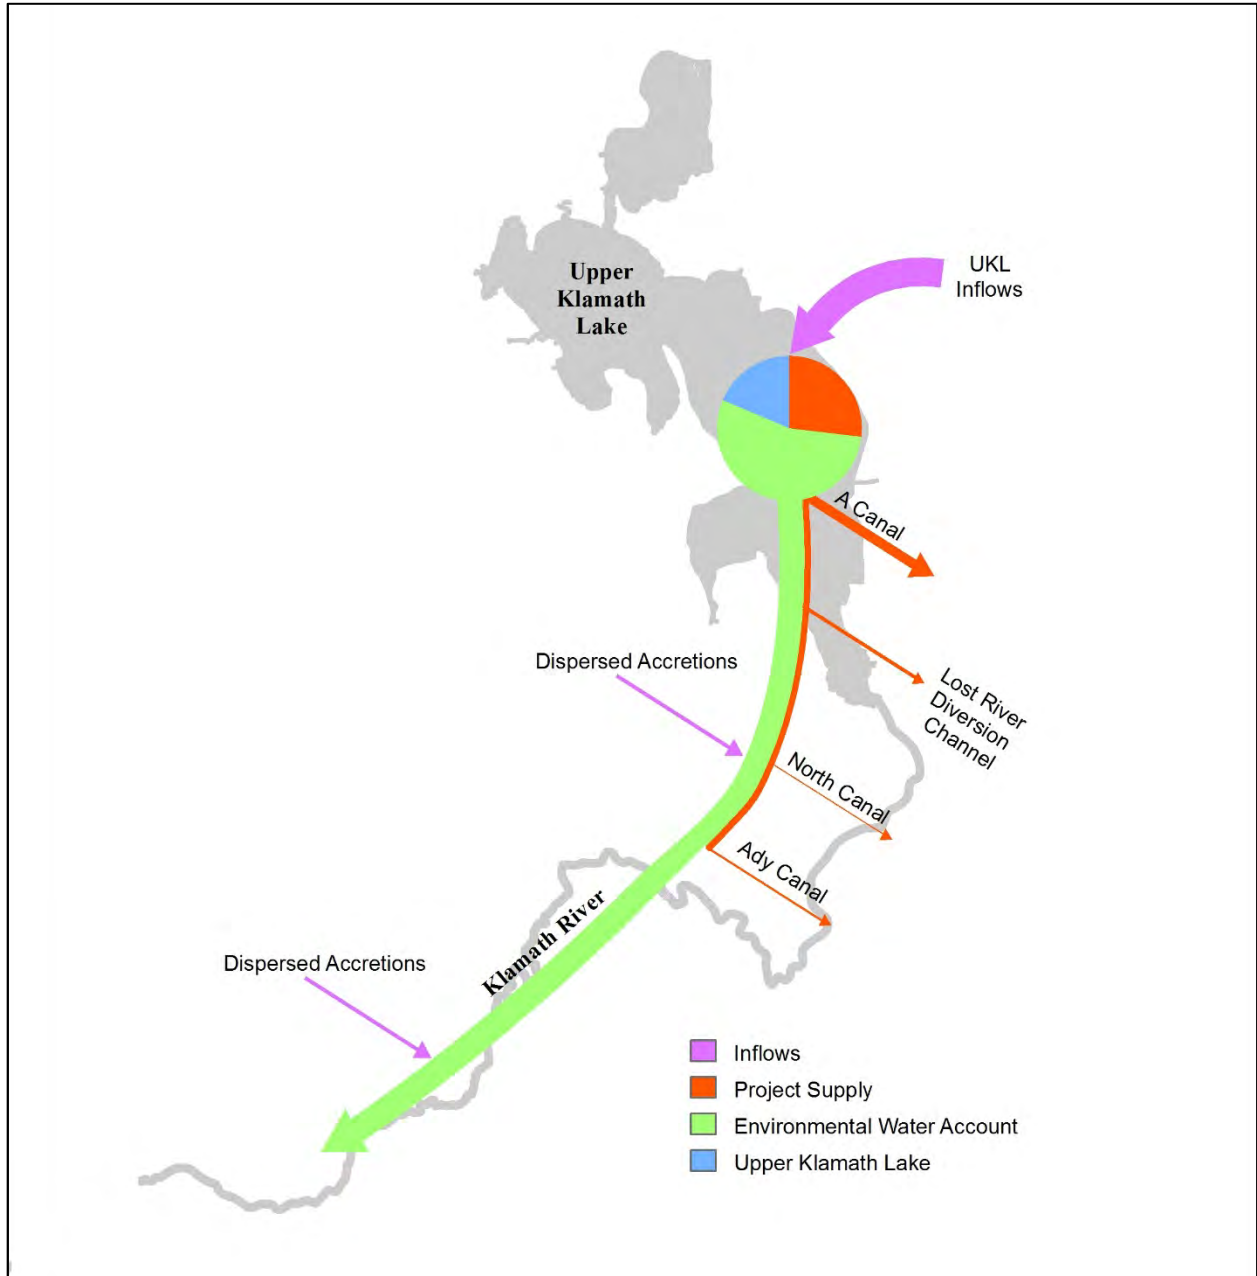 UKL
Inflows
Upper
Klamath
Lake
A Canal
Dispersed Accretions
Lost River
Diversion
Channel
North Canal
Ady Canal
Klamath River
Dispersed Accretions
Inflows
Project Supply
Environmental Water Account
Upper Klamath Lake